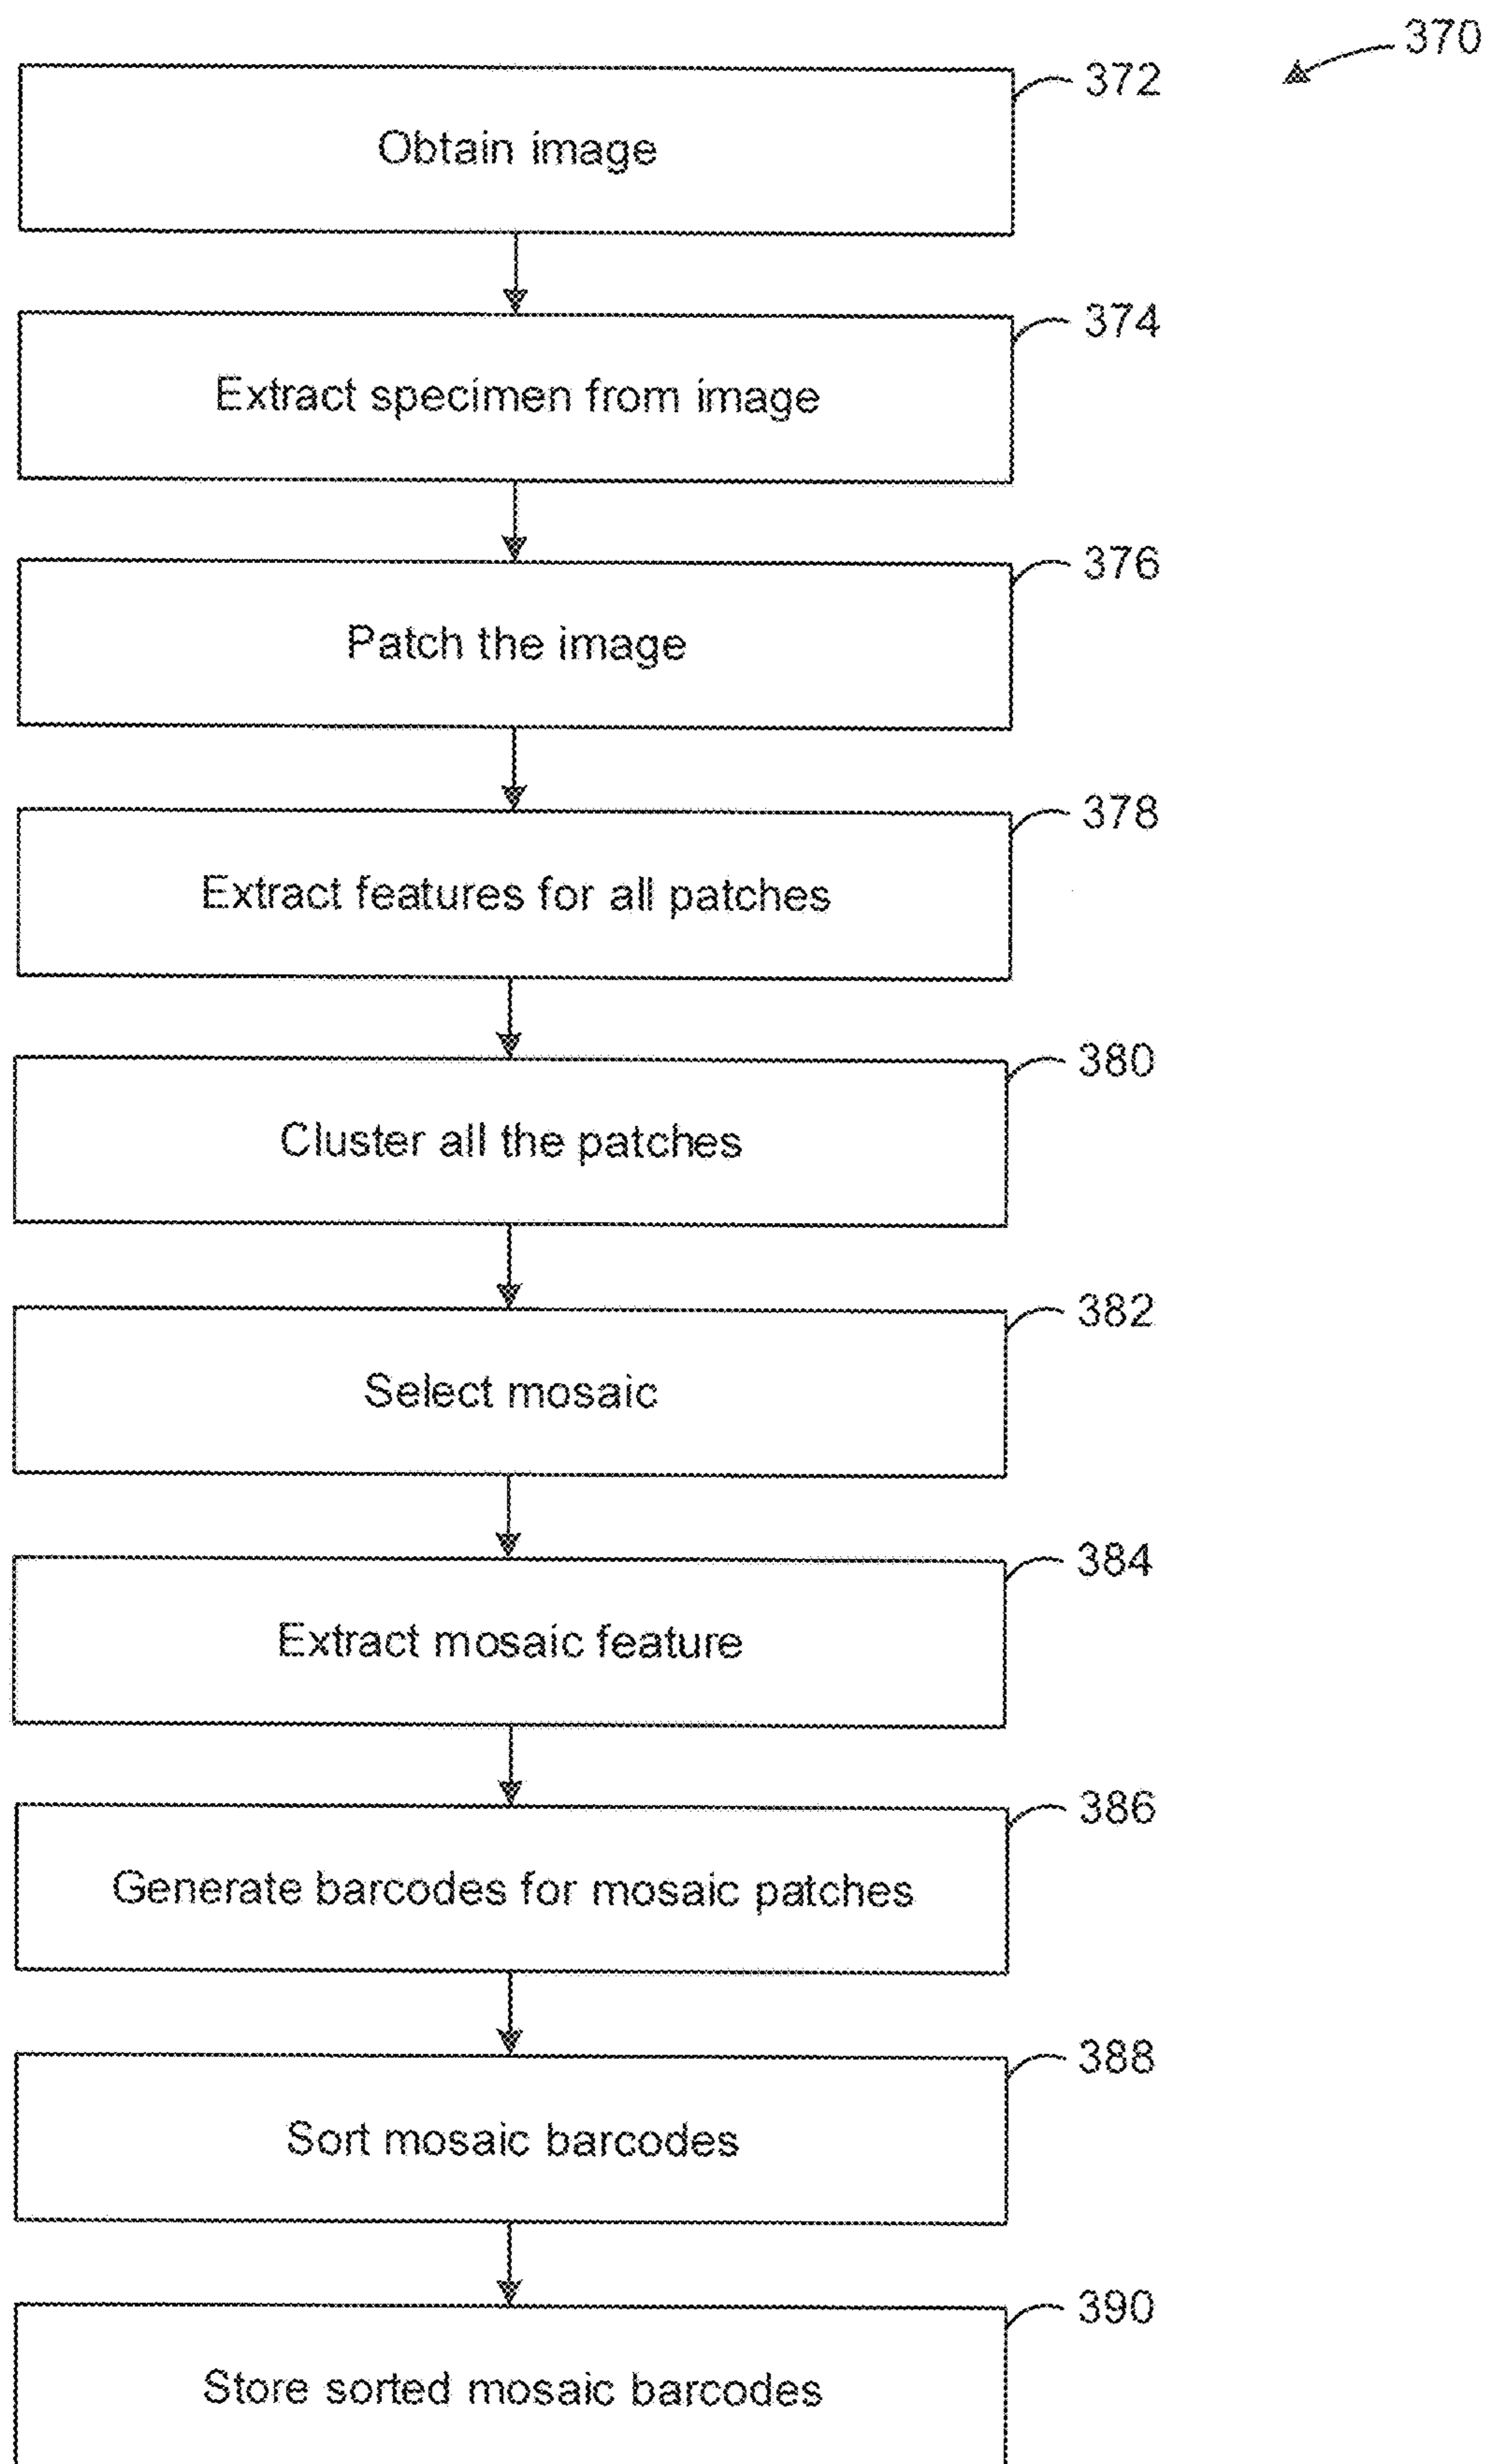 370
372
Obtain image
374
Extract specimen from image
376
Patch the image
378
Extract features for all patches
380
Cluster all the patches
382
Select mosaic
384
Extract mosaic feature
386
Generate barcodes for mosaic patches
388
Sort mosaic barcodes
390
Store sorted mosaic barcodes